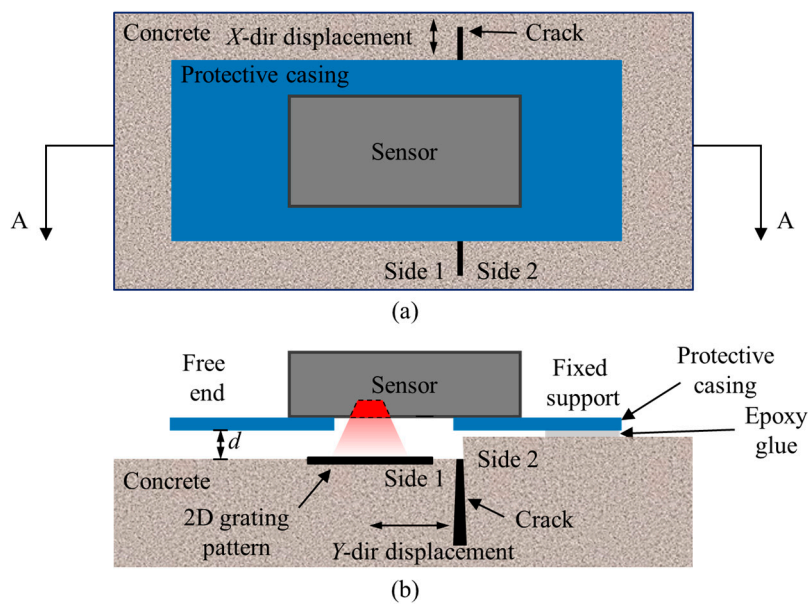 Concrete
X-dir displacement
Crack
Protective casing
Sensor
A
A
Side 1
Side 2
(a)
Free
end
Sensor
Fixed
support
Protective
casing
Epoxy
glue
d
Side 1
Side 2
Concrete
2D grating
pattern
Crack
Y-dir displacement
(b)